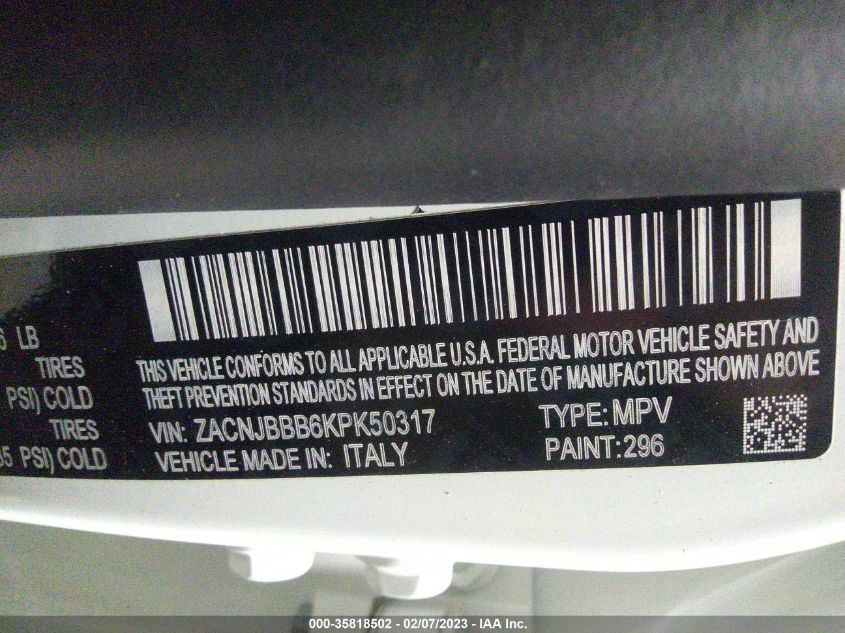 6 LB
TIRES
PSI) COLD
TIRES
35 PSI) COLD
THIS VEHICLE CONFORMS TO ALL APPLICABLE U.S.A. FEDERAL MOTOR VEHICLE SAFETY AND
THEFT PREVENTION STANDARDS IN EFFECT ON THE DATE OF MANUFACTURE SHOWN ABOVE
VIN: ZACNJBBB6KPK50317 TYPE: MPV
VEHICLE MADE IN: ITALY PAINT: 296
000-35818502 - 02/07/2023 - IAA Inc.